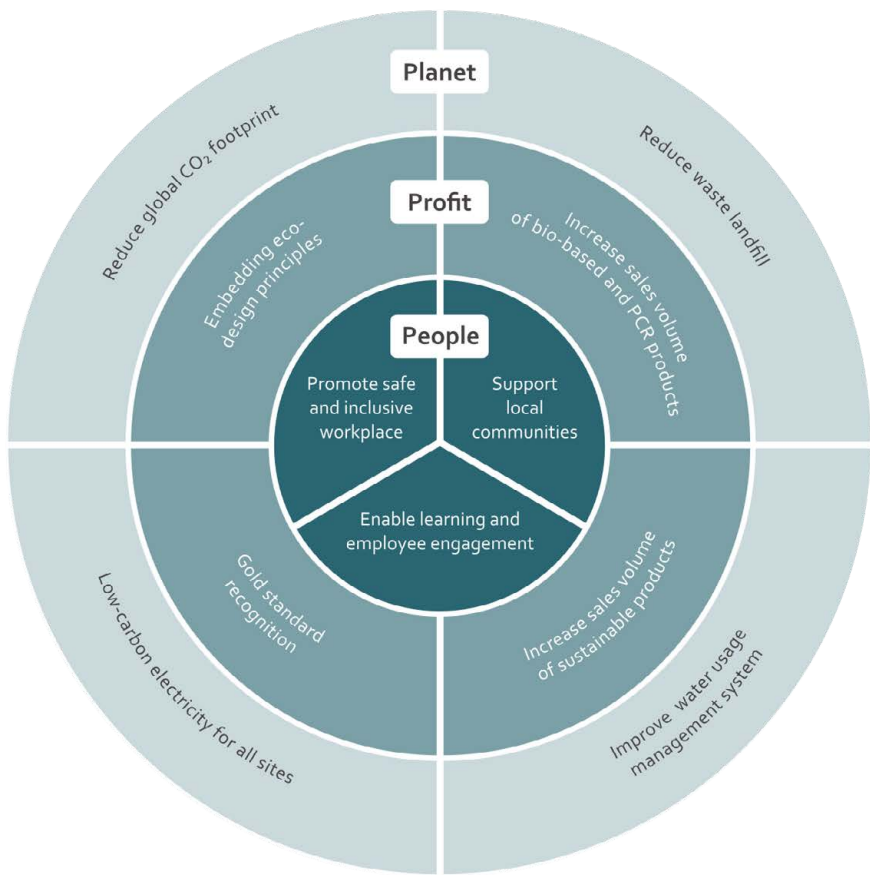 Planet
Reduce global CO₂ footprint
Reduce waste landfill
Low-carbon electricity for all sites
Improve water usage
management system
Profit
Embedding eco-
design principles
Increase sales volume
of bio-based and PCR products
Gold standard
recognition
Increase sales volume
of sustainable products
People
Promote safe
and inclusive
workplace
Support
local
communities
Enable learning and
employee engagement